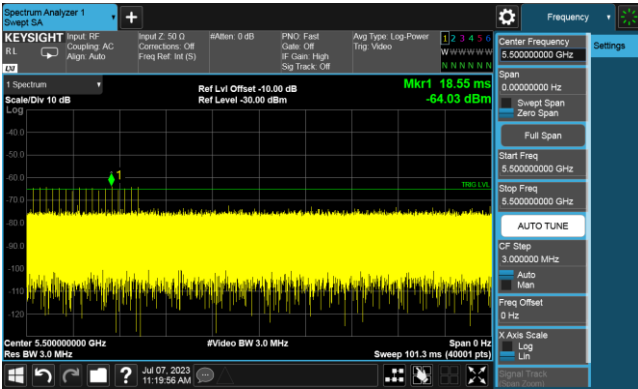 Spectrum Analyzer 1
Swept SA
+
Frequency
KEYSIGHT
RL
LXI
Input: RF
Coupling: AC
Align: Auto
Input Z: 50 Ω
Corrections: Off
Freq Ref: Int (S)
#Atten: 0 dB
PNO: Fast
Gate: Off
IF Gain: High
Sig Track: Off
Avg Type: Log-Power
Trig: Video
1 2 3 4 5 6
W W W W W W
N N N N N N
1 Spectrum
Scale/Div 10 dB
Log
Ref Lvl Offset -10.00 dB
Ref Level -30.00 dBm
Mkr1 18.55 ms
-64.03 dBm
-40.0
-50.0
-60.0
-70.0
-80.0
-90.0
-100
-110
-120
1
TRIG LVL
Center 5.500000000 GHz
Res BW 3.0 MHz
#Video BW 3.0 MHz
Span 0 Hz
Sweep 101.3 ms (40001 pts)
Jul 07, 2023
11:19:56 AM
?
Center Frequency
5.500000000 GHz
Span
0.00000000 Hz
Swept Span
Zero Span
Full Span
Start Freq
5.500000000 GHz
Stop Freq
5.500000000 GHz
AUTO TUNE
CF Step
3.000000 MHz
Auto
Man
Freq Offset
0 Hz
X Axis Scale
Log
Lin
Signal Track
(Span Zoom)
Settings